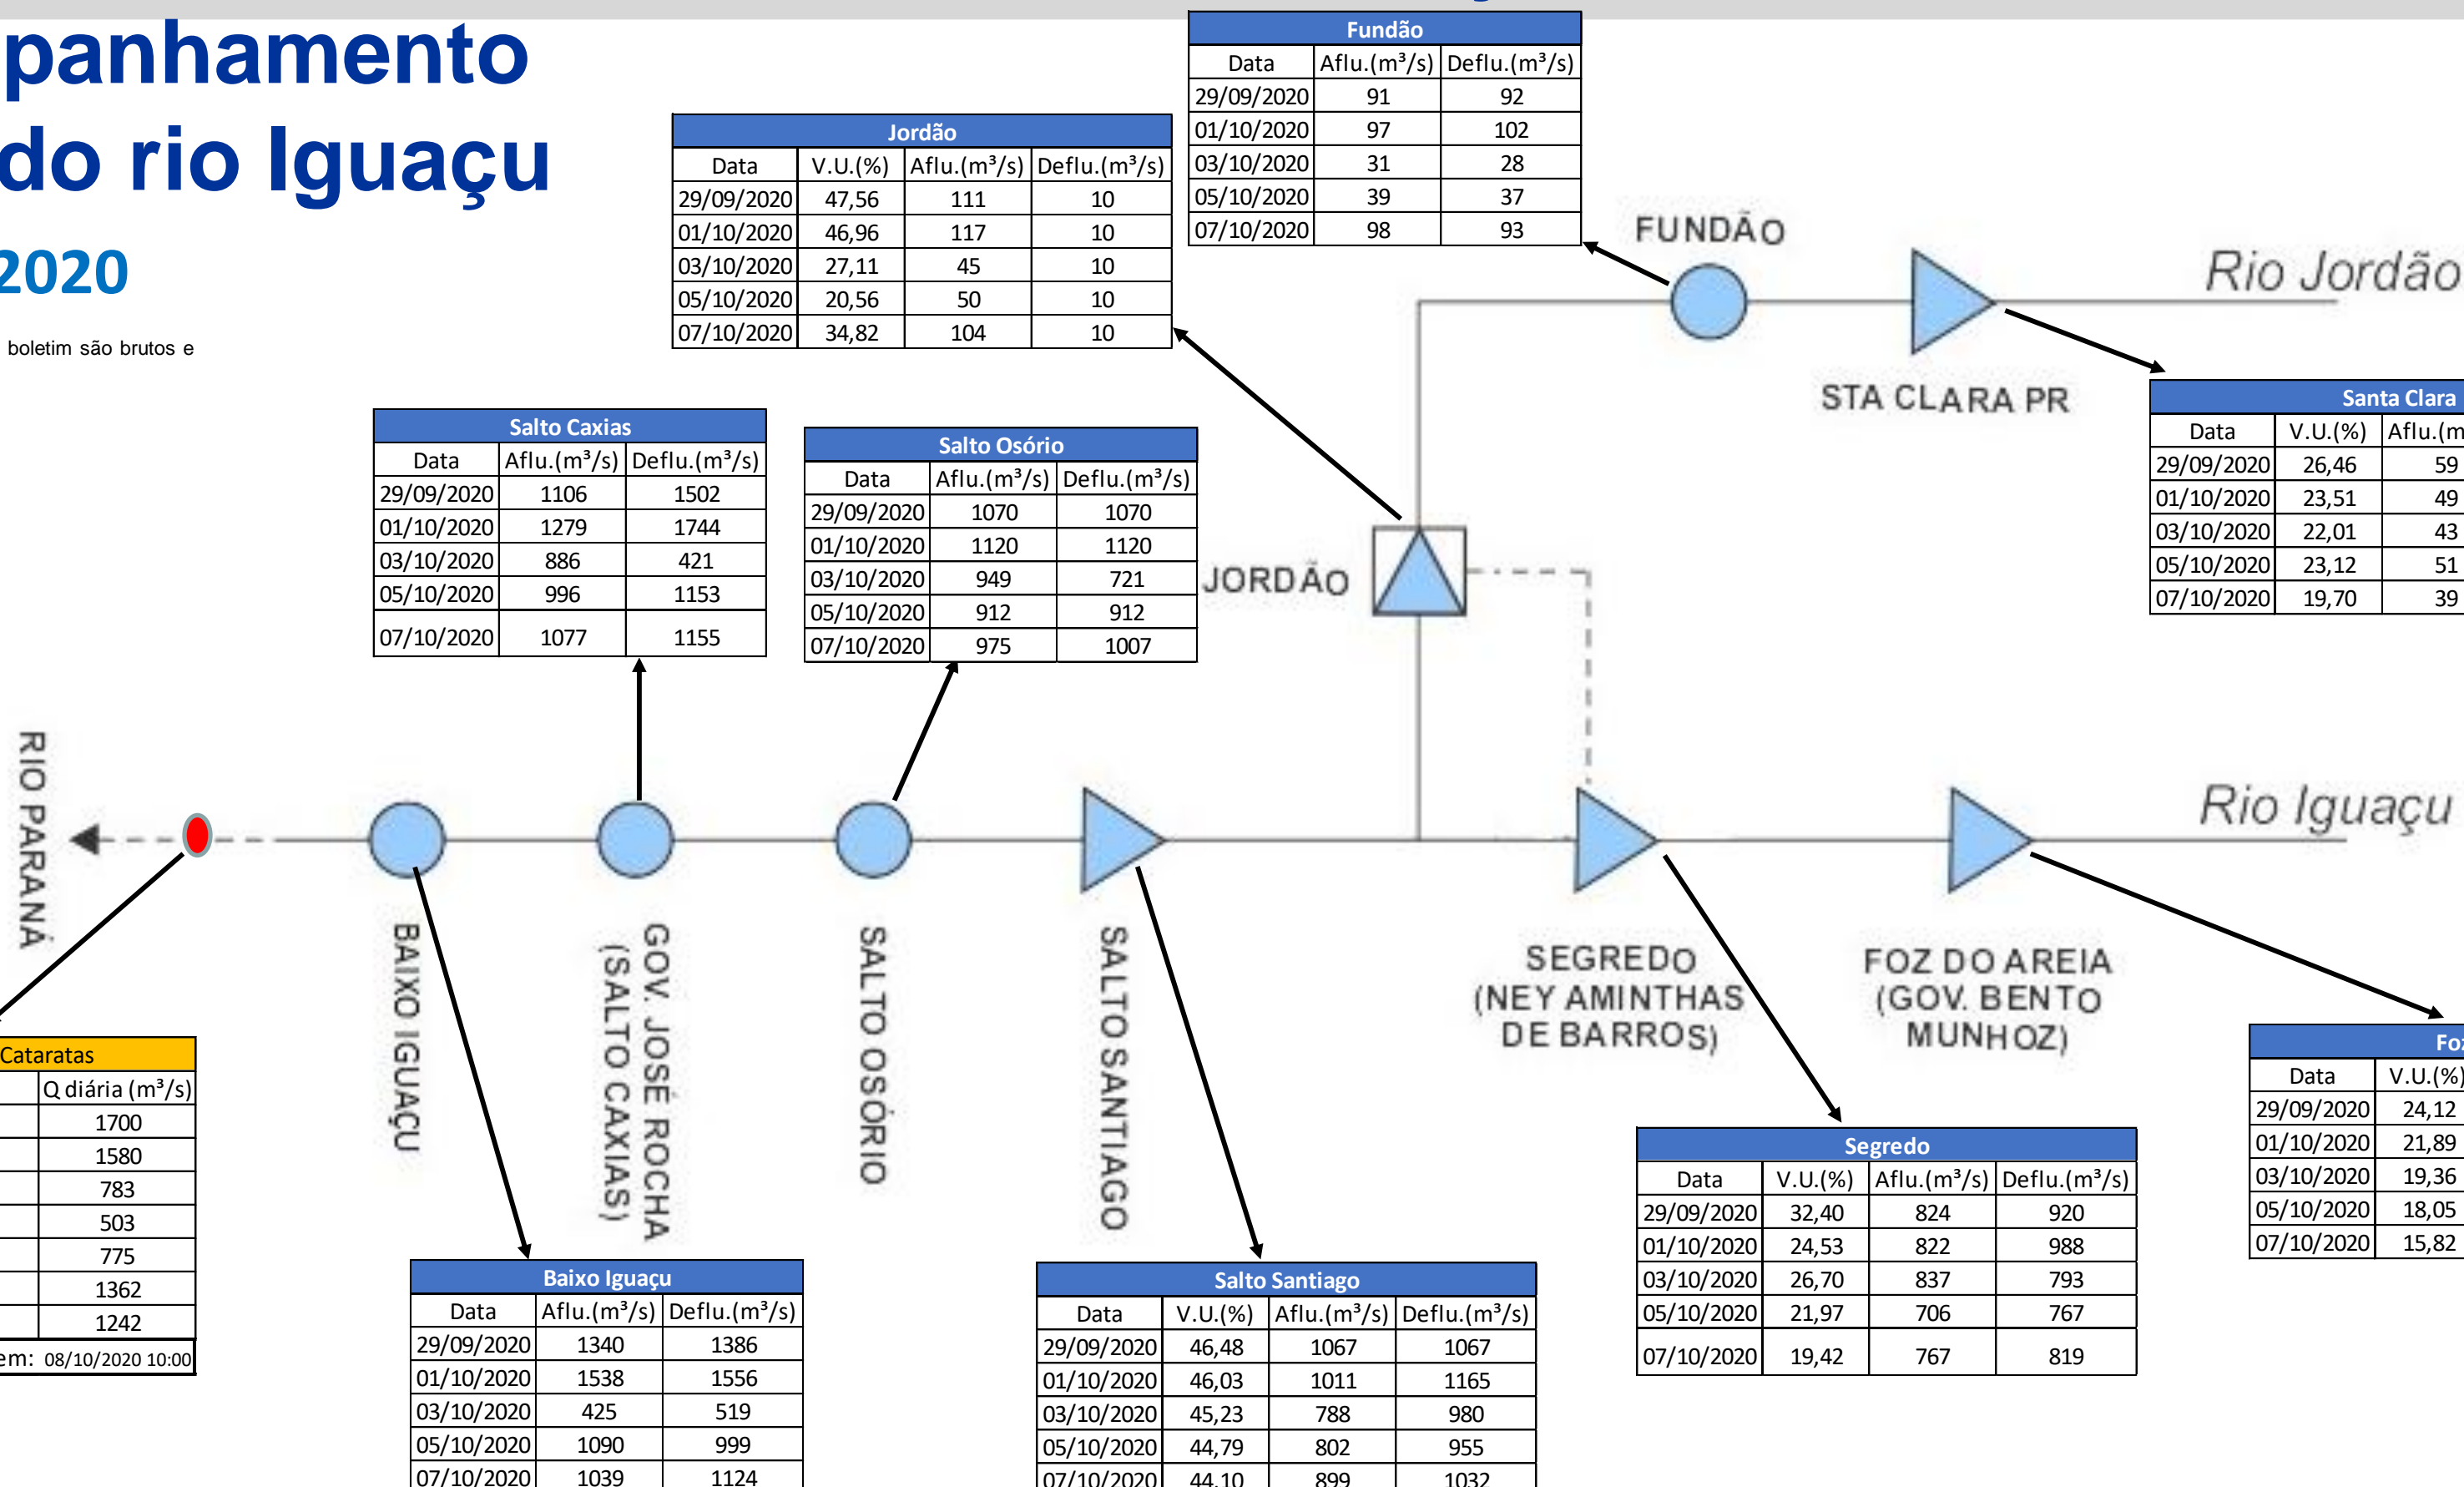 panhamento
do rio Iguaçu
2020
boletim são brutos e
Fundão
Data Aflu.(m³/s) Deflu.(m³/s)
29/09/2020 91 92
01/10/2020 97 102
03/10/2020 31 28
05/10/2020 39 37
07/10/2020 98 93
Jordão
Data V.U.(%) Aflu.(m³/s) Deflu.(m³/s)
29/09/2020 47,56 111 10
01/10/2020 46,96 117 10
03/10/2020 27,11 45 10
05/10/2020 20,56 50 10
07/10/2020 34,82 104 10
FUNDÃO
Rio Jordão
STA CLARA PR
Santa Clara
Data V.U.(%) Aflu.(m
29/09/2020 26,46 59
01/10/2020 23,51 49
03/10/2020 22,01 43
05/10/2020 23,12 51
07/10/2020 19,70 39
Salto Caxias
Data Aflu.(m³/s) Deflu.(m³/s)
29/09/2020 1106 1502
01/10/2020 1279 1744
03/10/2020 886 421
05/10/2020 996 1153
07/10/2020 1077 1155
Salto Osório
Data Aflu.(m³/s) Deflu.(m³/s)
29/09/2020 1070 1070
01/10/2020 1120 1120
03/10/2020 949 721
05/10/2020 912 912
07/10/2020 975 1007
JORDÃO
RIO PARANÁ
Rio Iguaçu
BAIXO IGUAÇU
GOV. JOSÉ ROCHA
(SALTO CAXIAS)
SALTO OSÓRIO
SALTO SANTIAGO
SEGREDO
(NEY AMINTHAS
DE BARROS)
FOZ DO AREIA
(GOV. BENTO
MUNHOZ)
Cataratas
Q diária (m³/s)
1700
1580
783
503
775
1362
1242
em: 08/10/2020 10:00
Baixo Iguaçu
Data Aflu.(m³/s) Deflu.(m³/s)
29/09/2020 1340 1386
01/10/2020 1538 1556
03/10/2020 425 519
05/10/2020 1090 999
07/10/2020 1039 1124
Salto Santiago
Data V.U.(%) Aflu.(m³/s) Deflu.(m³/s)
29/09/2020 46,48 1067 1067
01/10/2020 46,03 1011 1165
03/10/2020 45,23 788 980
05/10/2020 44,79 802 955
07/10/2020 44,10 899 1032
Segredo
Data V.U.(%) Aflu.(m³/s) Deflu.(m³/s)
29/09/2020 32,40 824 920
01/10/2020 24,53 822 988
03/10/2020 26,70 837 793
05/10/2020 21,97 706 767
07/10/2020 19,42 767 819
Foz
Data V.U.(%)
29/09/2020 24,12
01/10/2020 21,89
03/10/2020 19,36
05/10/2020 18,05
07/10/2020 15,82